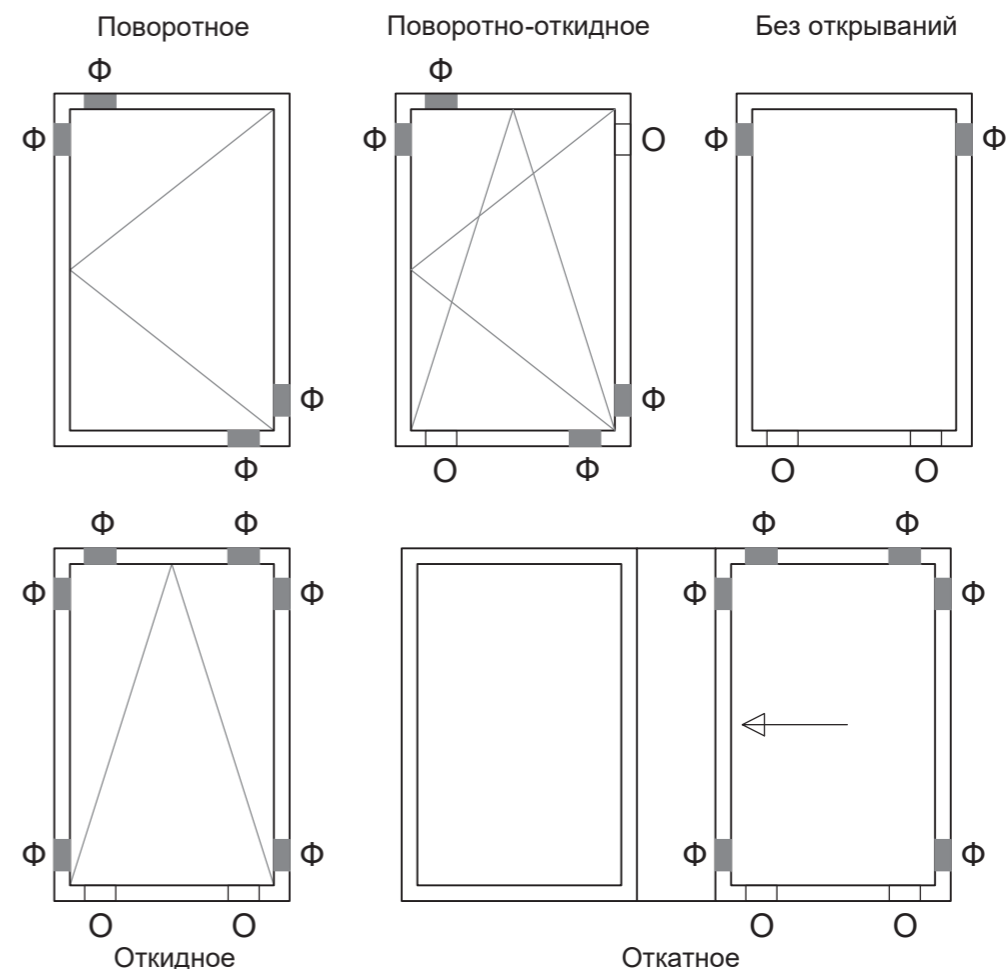 Поворотное Поворотно-откидное Без открываний
Ф Ф
Ф Ф О Ф Ф
Ф Ф
Ф О Ф О О
Ф Ф Ф Ф
Ф Ф Ф Ф
Ф Ф Ф Ф
О О О О
Откидное Откатное